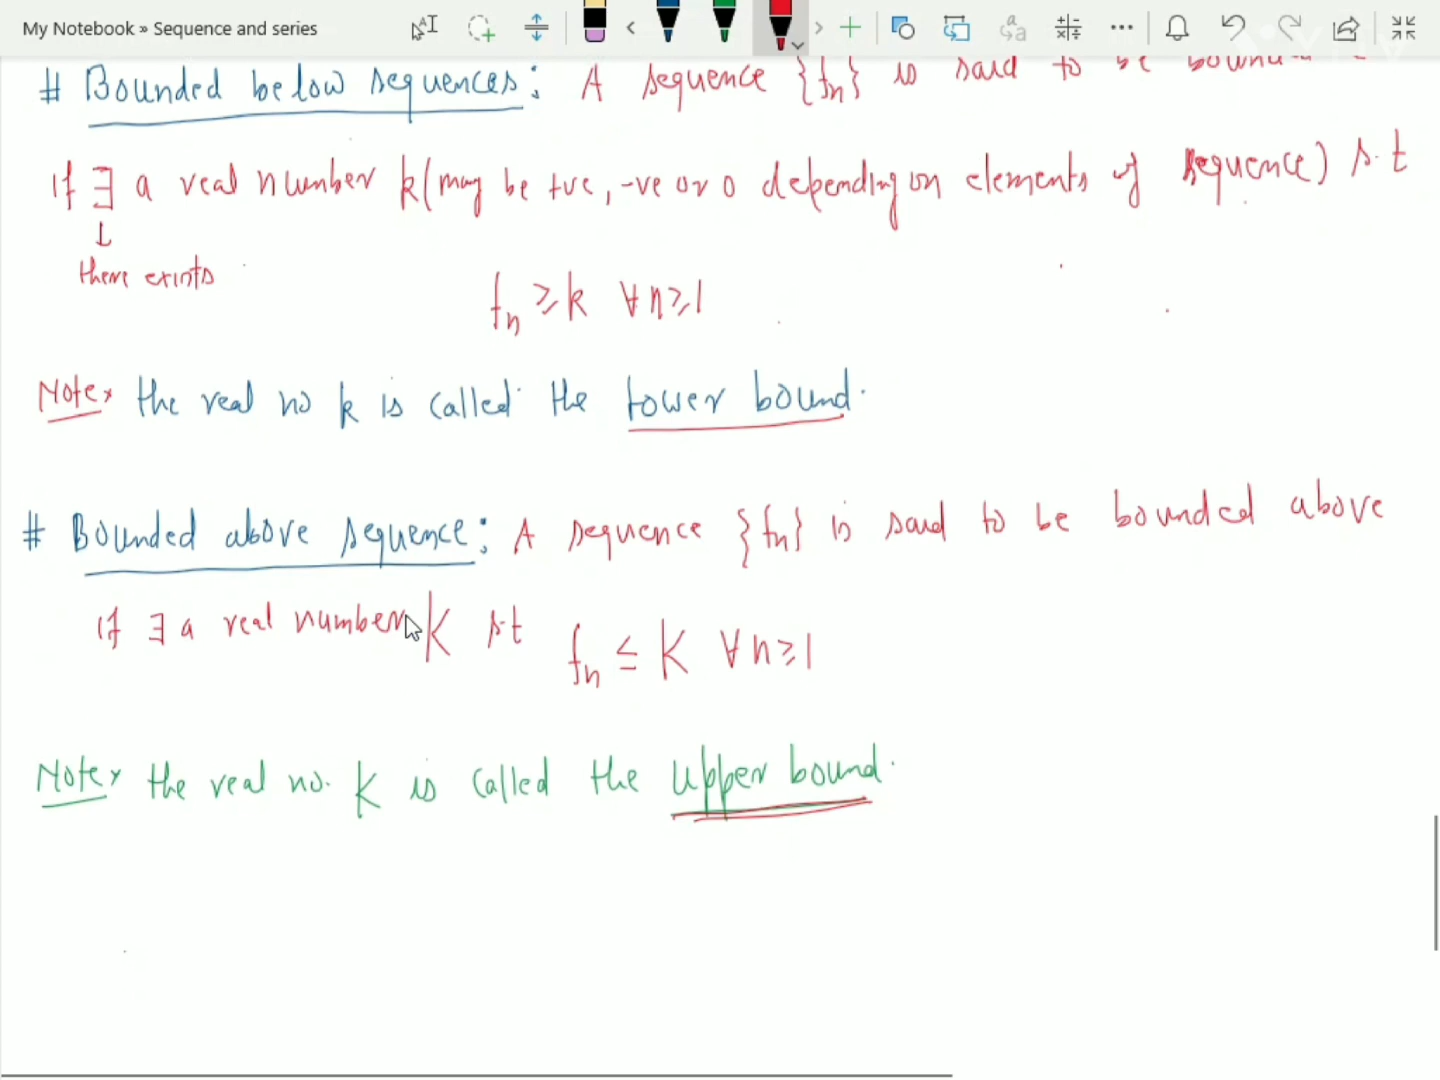 My Notebook » Sequence and series
# Bounded below sequences: A sequence {fn} is said to be
if ∃ a real number k (may be +ve, -ve or 0 depending on elements of sequence) s.t
↓
there exists
fn ≥ k ∀ n ≥ 1
Note* the real no k is called the lower bound.
# Bounded above sequence: A sequence {fn} is said to be bounded above
if ∃ a real number K s.t fn ≤ K ∀ n ≥ 1
Note* the real no. K is called the upper bound.